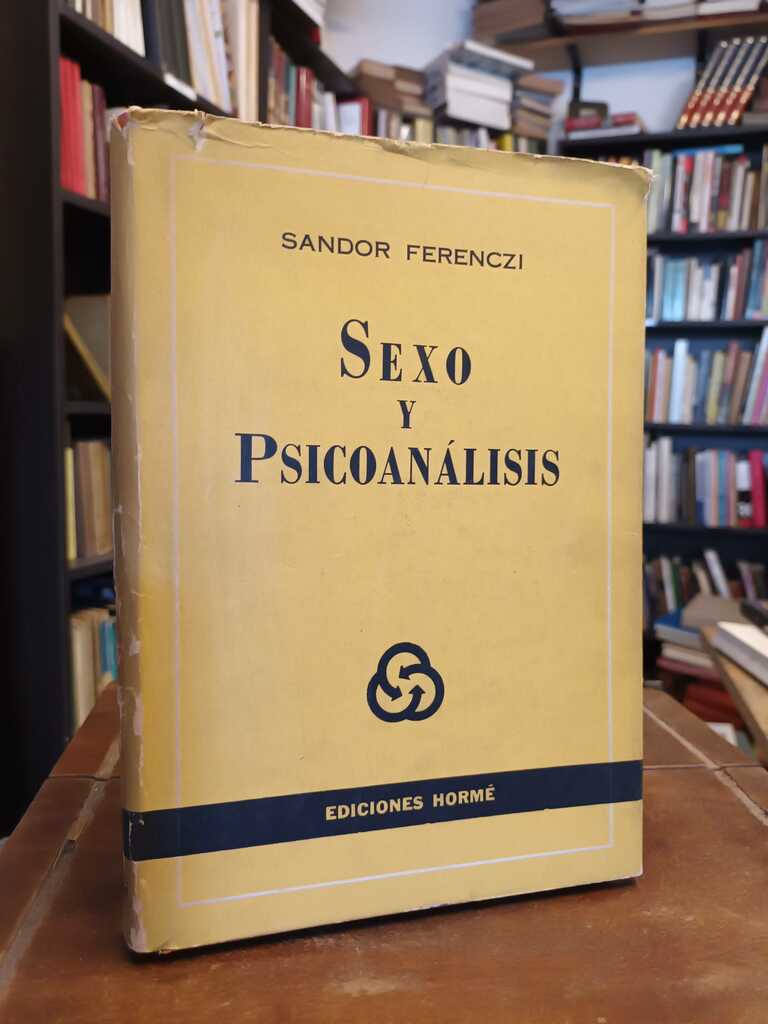 SANDOR FERENCZI
SEXO
Y
PSICOANÁLISIS
EDICIONES HORMÉ